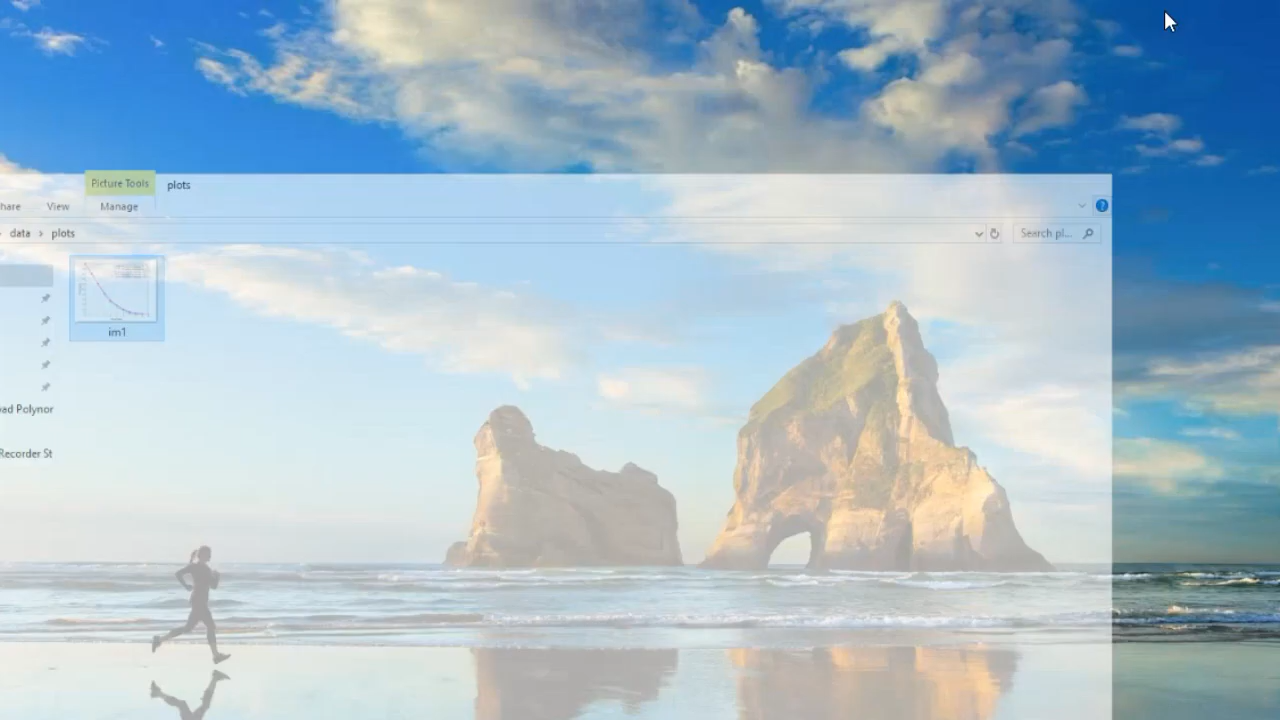 Picture Tools plots
hare View Manage
data plots Search pl...
im1
ad Polynor
Recorder St